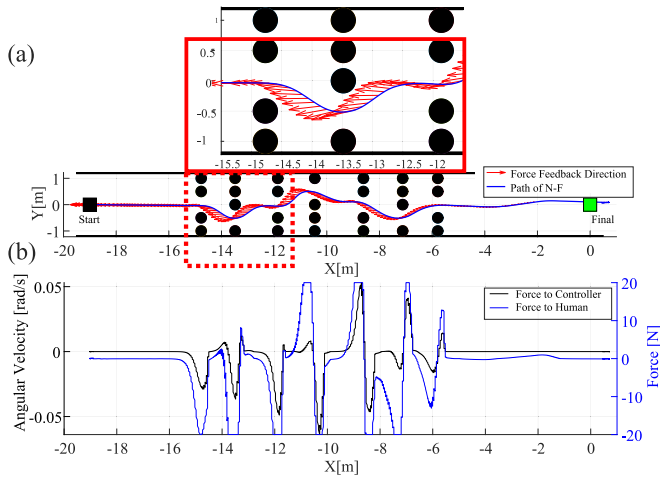 (a)
1
0.5
0
-0.5
-1
-15.5 -15 -14.5 -14 -13.5 -13 -12.5 -12
Y[m]
1
0
-1
Start
Final
Force Feedback Direction
Path of N-F
-20 -18 -16 -14 -12 -10 -8 -6 -4 -2 0
X[m]
(b)
Angular Velocity [rad/s]
0.05
0
-0.05
Force to Controller
Force to Human
20
10
0
-10
-20
Force [N]
-20 -18 -16 -14 -12 -10 -8 -6 -4 -2 0
X[m]